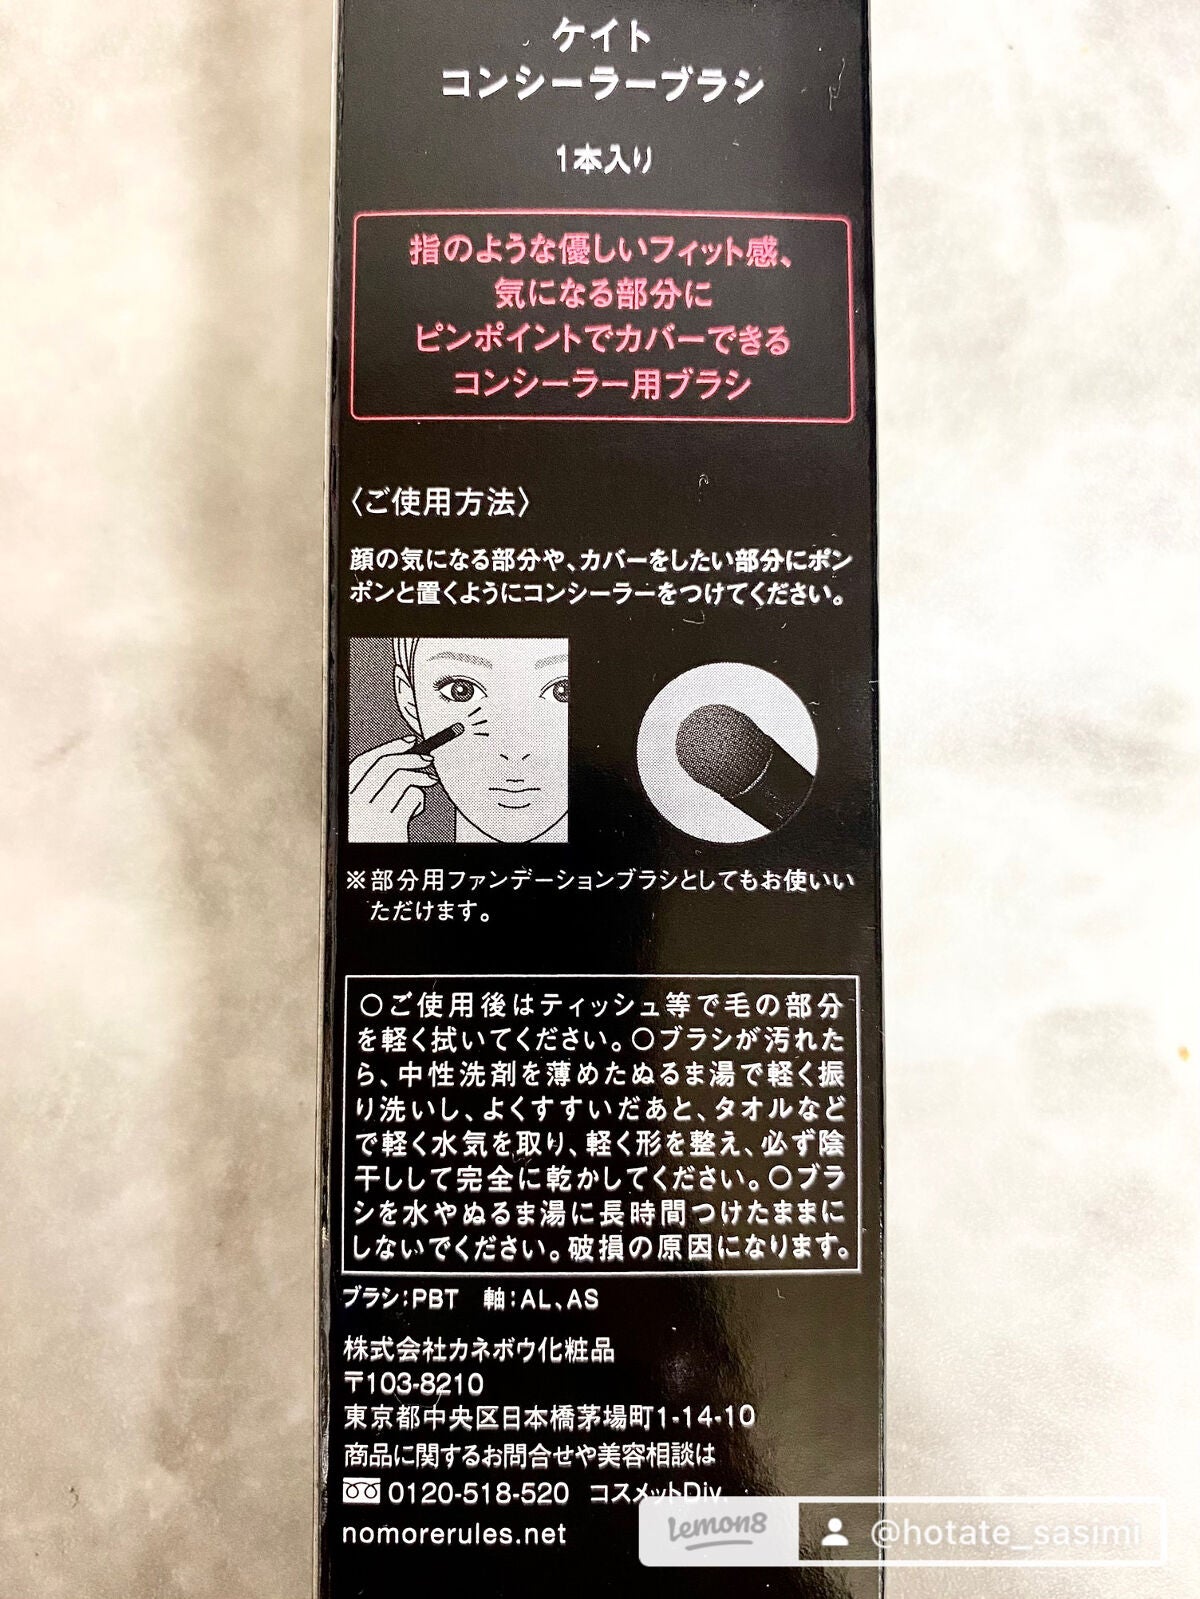 ケイト
コンシーラーブラシ
1本入り
指のような優しいフィット感、
気になる部分に
ピンポイントでカバーできる
コンシーラー用ブラシ
〈ご使用方法〉
顔の気になる部分や、カバーをしたい部分にポン
ポンと置くようにコンシーラーをつけてください。
※部分用ファンデーションブラシとしてもお使いい
ただけます。
○ご使用後はティッシュ等で毛の部分
を軽く拭いてください。○ブラシが汚れた
ら、中性洗剤を薄めたぬるま湯で軽く振
り洗いし、よくすすいだあと、タオルなど
で軽く水気を取り、軽く形を整え、必ず陰
干しして完全に乾かしてください。○ブラ
シを水やぬるま湯に長時間つけたままに
しないでください。破損の原因になります。
ブラシ:PBT 軸:AL、AS
株式会社カネボウ化粧品
〒103-8210
東京都中央区日本橋茅場町1-14-10
商品に関するお問合せや美容相談は
0120-518-520 コスメットDiv.
nomorerules.net
Lemon8 @hotate_sasimi